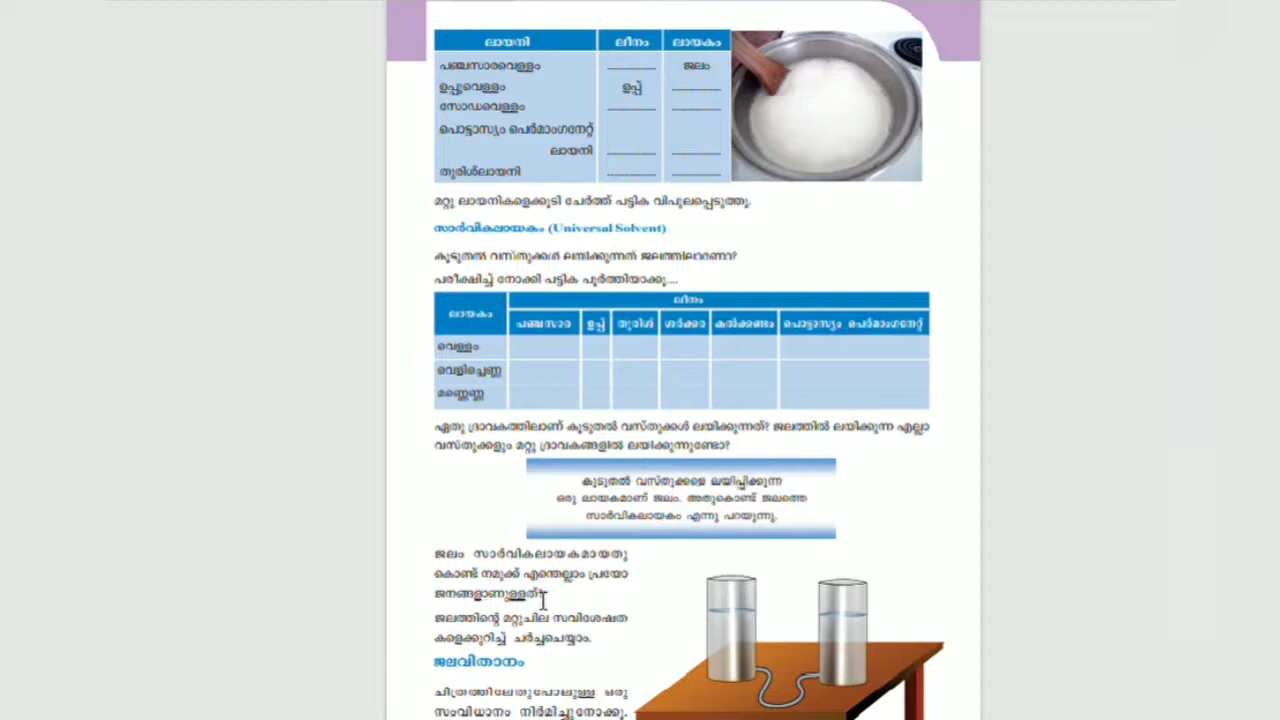 ലായനി ലീനം ലായകം
പഞ്ചസാരവെള്ളം ............ ജലം
ഉപ്പുവെള്ളം ഉപ്പ് ............
സോഡവെള്ളം ............ ............
പൊട്ടാസ്യം പെർമാംഗനേറ്റ്
ലായനി ............ ............
തുരിശ്‌ലായനി ............ ............
മറ്റു ലായനികളെക്കൂടി ചേർത്ത് പട്ടിക വിപുലപ്പെടുത്തൂ.
സാർവികലായകം (Universal Solvent)
കൂടുതൽ വസ്തുക്കൾ ലയിക്കുന്നത് ജലത്തിലാണോ?
പരീക്ഷിച്ച് നോക്കി പട്ടിക പൂർത്തിയാക്കൂ....
ലീനം
ലായകം
പഞ്ചസാര ഉപ്പ് തുരിശ് ശർക്കര കൽക്കണ്ടം പൊട്ടാസ്യം പെർമാംഗനേറ്റ്
വെള്ളം
വെളിച്ചെണ്ണ
മണ്ണെണ്ണ
ഏതു ദ്രാവകത്തിലാണ് കൂടുതൽ വസ്തുക്കൾ ലയിക്കുന്നത്? ജലത്തിൽ ലയിക്കുന്ന എല്ലാ
വസ്തുക്കളും മറ്റു ദ്രാവകങ്ങളിൽ ലയിക്കുന്നുണ്ടോ?
കൂടുതൽ വസ്തുക്കളെ ലയിപ്പിക്കുന്ന
ഒരു ലായകമാണ് ജലം. അതുകൊണ്ട് ജലത്തെ
സാർവികലായകം എന്നു പറയുന്നു.
ജലം സാർവികലായകമായതു
കൊണ്ട് നമുക്ക് എന്തെല്ലാം പ്രയോ
ജനങ്ങളാണുള്ളത്?
ജലത്തിന്റെ മറ്റുചില സവിശേഷത
കളെക്കുറിച്ച് ചർച്ചചെയ്യാം.
ജലവിതാനം
ചിത്രത്തിലേതുപോലുള്ള ഒരു
സംവിധാനം നിർമിച്ചുനോക്കൂ.